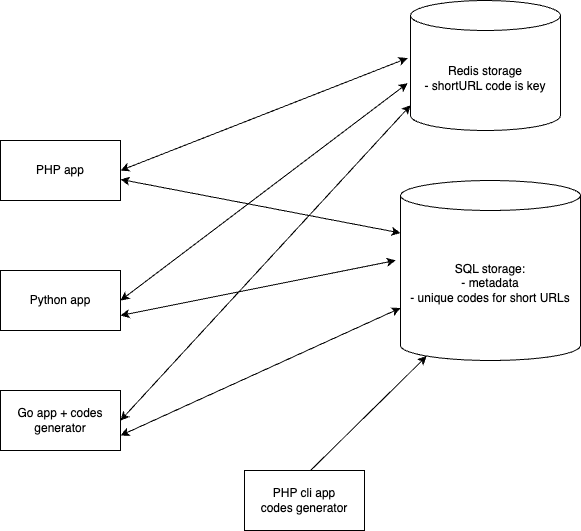 Redis storage
- shortURL code is key
PHP app
SQL storage:
- metadata
- unique codes for short URLs
Python app
Go app + codes
generator
PHP cli app
codes generator